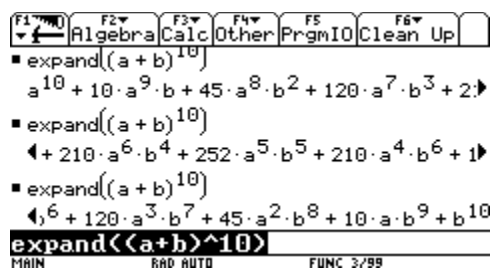 F1 F2 F3 F4 F5 F6
Algebra Calc Other PrgmIO Clean Up
▪ expand((a + b)^10)
a^10 + 10·a^9·b + 45·a^8·b^2 + 120·a^7·b^3 + 21▶
▪ expand((a + b)^10)
◀+ 210·a^6·b^4 + 252·a^5·b^5 + 210·a^4·b^6 + 1▶
▪ expand((a + b)^10)
◀^6 + 120·a^3·b^7 + 45·a^2·b^8 + 10·a·b^9 + b^10
expand((a+b)^10)
MAIN RAD AUTO FUNC 3/99